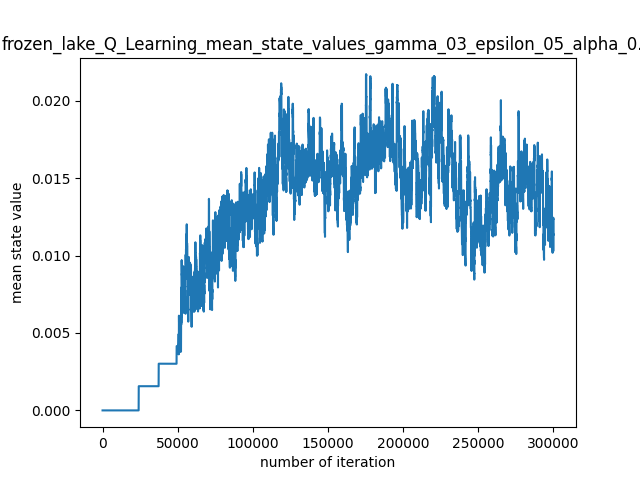 frozen_lake_Q_Learning_mean_state_values_gamma_03_epsilon_05_alpha_0.
0.020
0.015
0.010
0.005
0.000
mean state value
0 50000 100000 150000 200000 250000 300000
number of iteration